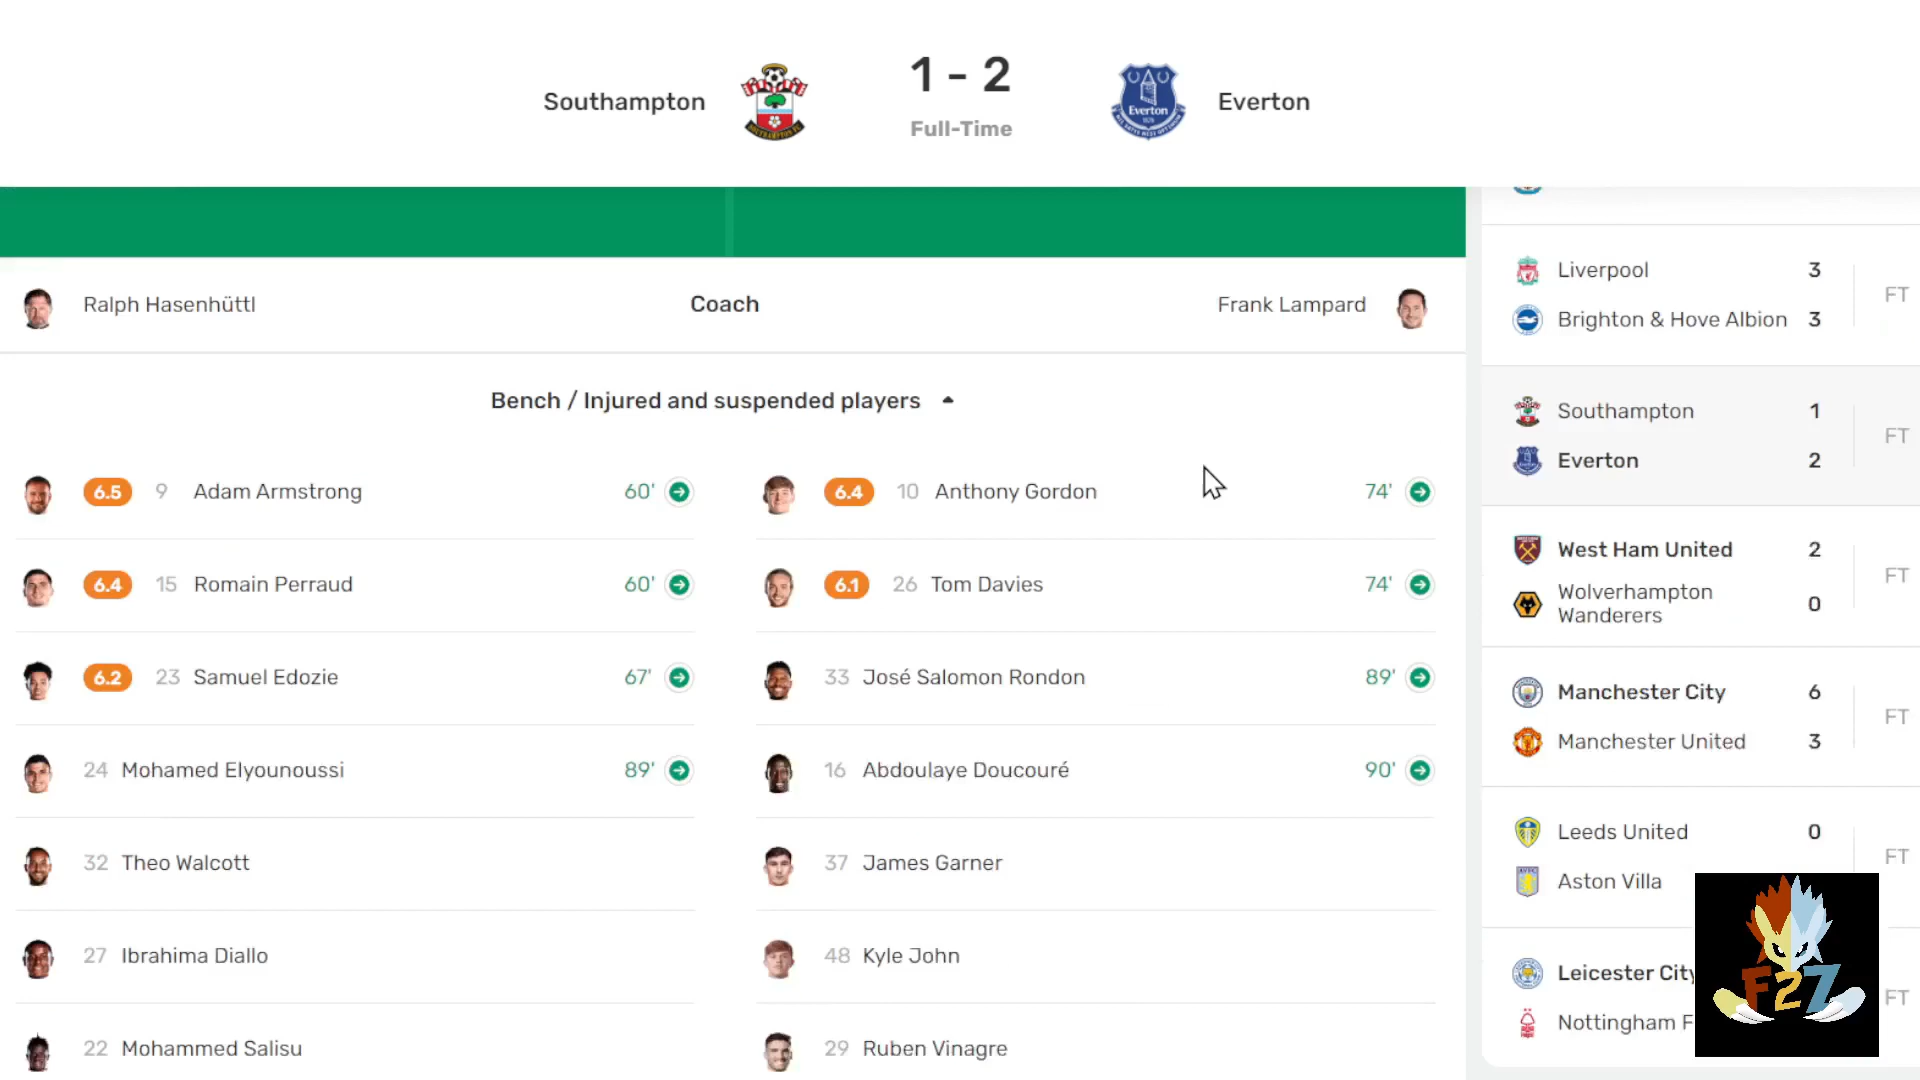 Southampton
1 - 2
Full-Time
Everton
Everton
Ralph Hasenhüttl
Coach
Frank Lampard
Bench / Injured and suspended players
6.5 9 Adam Armstrong 60'
6.4 15 Romain Perraud 60'
6.2 23 Samuel Edozie 67'
24 Mohamed Elyounoussi 89'
32 Theo Walcott
27 Ibrahima Diallo
22 Mohammed Salisu
6.4 10 Anthony Gordon 74'
6.1 26 Tom Davies 74'
33 José Salomon Rondon 89'
16 Abdoulaye Doucouré 90'
37 James Garner
48 Kyle John
29 Ruben Vinagre
Liverpool 3
FT
Brighton & Hove Albion 3
Southampton 1
FT
Everton 2
West Ham United 2
FT
Wolverhampton
Wanderers 0
Manchester City 6
FT
Manchester United 3
Leeds United 0
FT
Aston Villa
Leicester City
FT
Nottingham F
F2Z